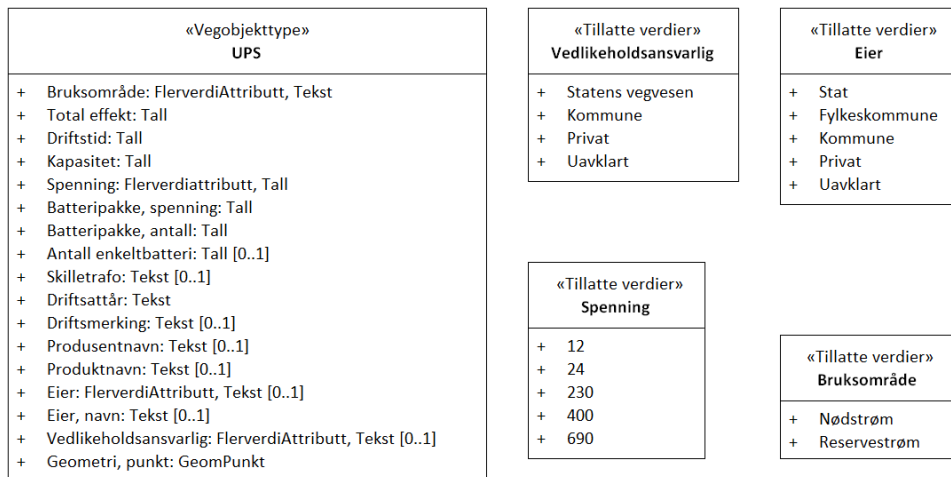 «Vegobjekttype»
UPS
+ Bruksområde: FlerverdiAttributt, Tekst
+ Total effekt: Tall
+ Driftstid: Tall
+ Kapasitet: Tall
+ Spenning: Flerverdiattributt, Tall
+ Batteripakke, spenning: Tall
+ Batteripakke, antall: Tall
+ Antall enkeltbatteri: Tall [0..1]
+ Skilletrafo: Tekst [0..1]
+ Driftsattår: Tekst
+ Driftsmerking: Tekst [0..1]
+ Produsentnavn: Tekst [0..1]
+ Produktnavn: Tekst [0..1]
+ Eier: FlerverdiAttributt, Tekst [0..1]
+ Eier, navn: Tekst [0..1]
+ Vedlikeholdsansvarlig: FlerverdiAttributt, Tekst [0..1]
+ Geometri, punkt: GeomPunkt
«Tillatte verdier»
Vedlikeholdsansvarlig
+ Statens vegvesen
+ Kommune
+ Privat
+ Uavklart
«Tillatte verdier»
Eier
+ Stat
+ Fylkeskommune
+ Kommune
+ Privat
+ Uavklart
«Tillatte verdier»
Spenning
+ 12
+ 24
+ 230
+ 400
+ 690
«Tillatte verdier»
Bruksområde
+ Nødstrøm
+ Reservestrøm